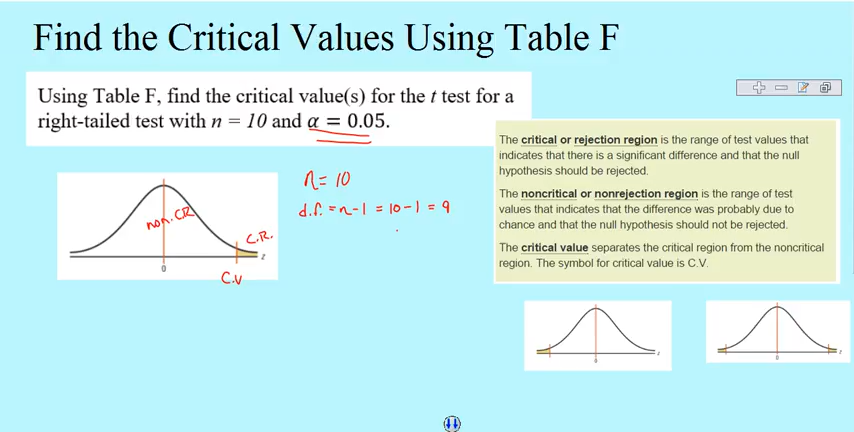 Find the Critical Values Using Table F
Using Table F, find the critical value(s) for the t test for a
right-tailed test with n = 10 and α = 0.05.
n = 10
d.f. = n - 1 = 10 - 1 = 9
non. CR
C.R.
z
0
C.V
The critical or rejection region is the range of test values that
indicates that there is a significant difference and that the null
hypothesis should be rejected.
The noncritical or nonrejection region is the range of test
values that indicates that the difference was probably due to
chance and that the null hypothesis should not be rejected.
The critical value separates the critical region from the noncritical
region. The symbol for critical value is C.V.
0
0